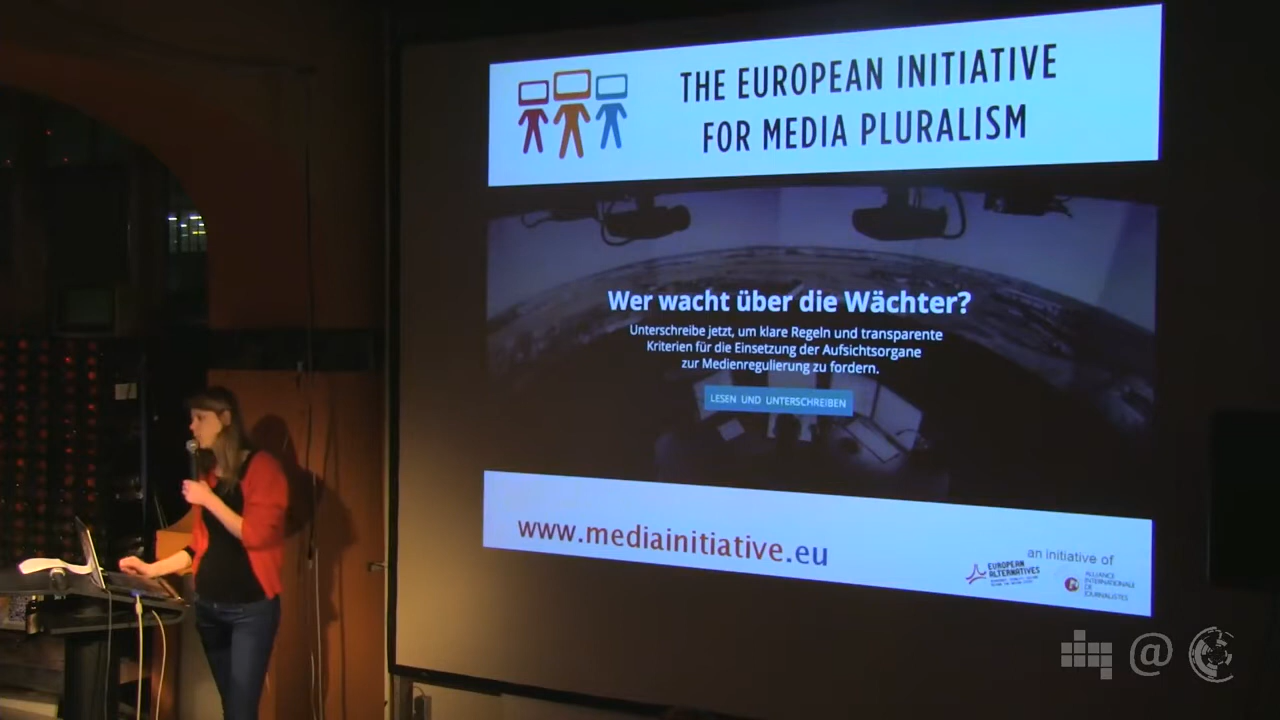 THE EUROPEAN INITIATIVE
FOR MEDIA PLURALISM
Wer wacht über die Wächter?
Unterschreibe jetzt, um klare Regeln und transparente
Kriterien für die Einsetzung der Aufsichtsorgane
zur Medienregulierung zu fordern.
LESEN UND UNTERSCHREIBEN
www.mediainitiative.eu
an initiative of
EUROPEAN
ALTERNATIVES
ALLIANCE
INTERNATIONALE
DE
JOURNALISTES
@